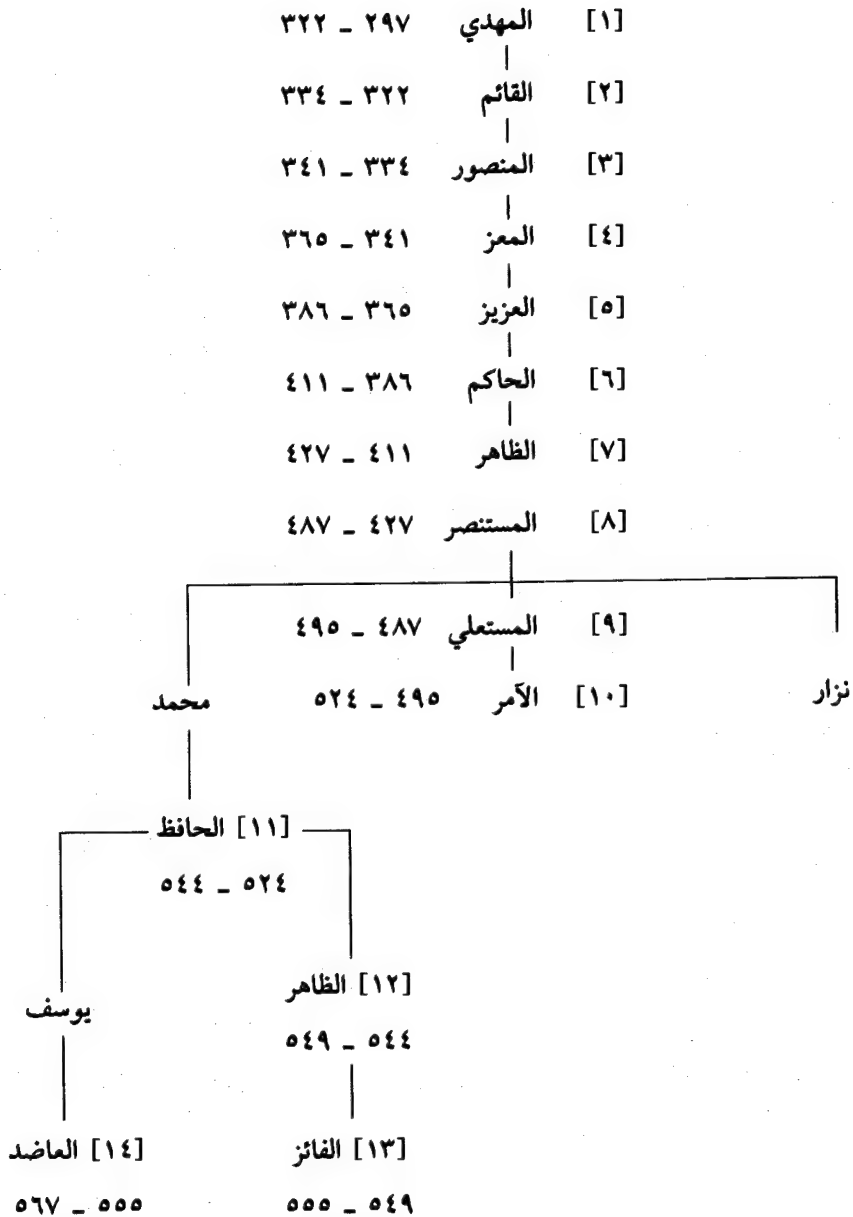 [١] المهدي ٢٩٧ - ٣٢٢
[٢] القائم ٣٢٢ - ٣٣٤
[٣] المنصور ٣٣٤ - ٣٤١
[٤] المعز ٣٤١ - ٣٦٥
[٥] العزيز ٣٦٥ - ٣٨٦
[٦] الحاكم ٣٨٦ - ٤١١
[٧] الظاهر ٤١١ - ٤٢٧
[٨] المستنصر ٤٢٧ - ٤٨٧
[٩] المستعلي ٤٨٧ - ٤٩٥
نزار [١٠] الآمر ٤٩٥ - ٥٢٤ محمد
[١١] الحافظ
٥٢٤ - ٥٤٤
[١٢] الظاهر يوسف
٥٤٤ - ٥٤٩
[١٣] الفائز [١٤] العاضد
٥٤٩ - ٥٥٥ ٥٥٥ - ٥٦٧